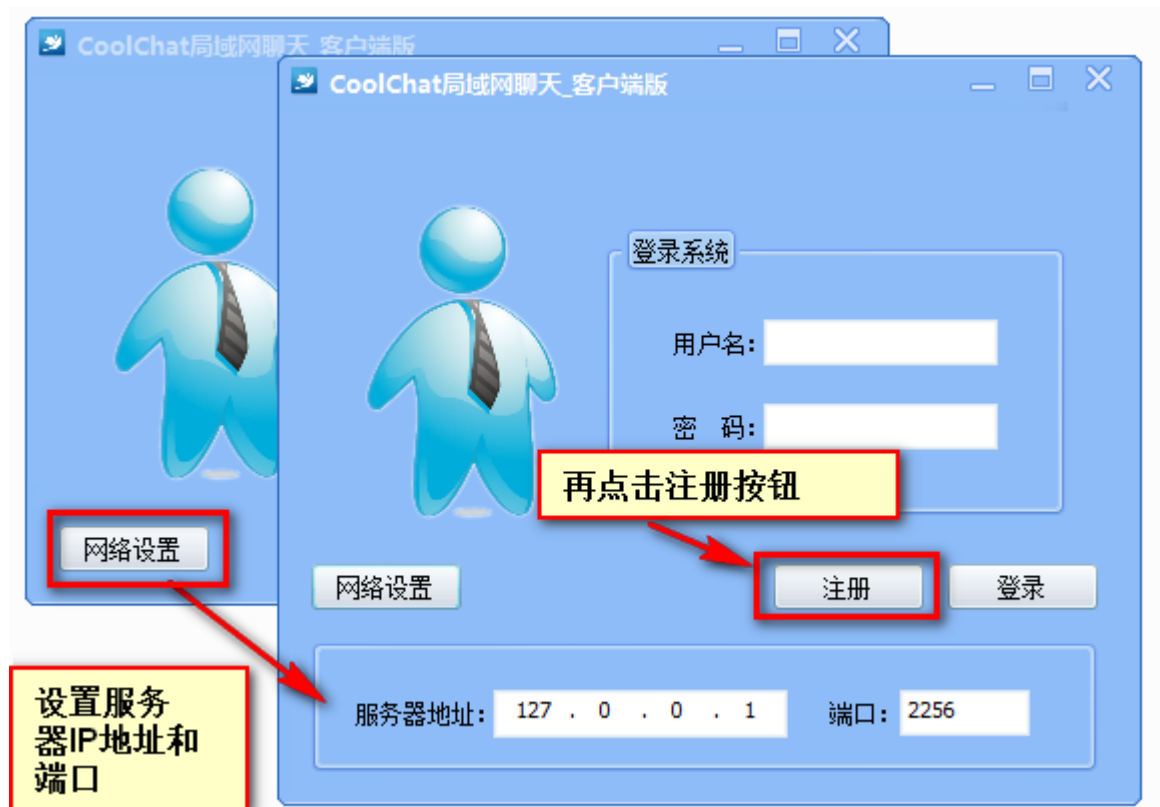 CoolChat局域网聊天_客户端版
CoolChat局域网聊天_客户端版
登录系统
用户名：
密 码：
再点击注册按钮
网络设置
网络设置
注册
登录
设置服务
器IP地址和
端口
服务器地址： 127 . 0 . 0 . 1 端口： 2256